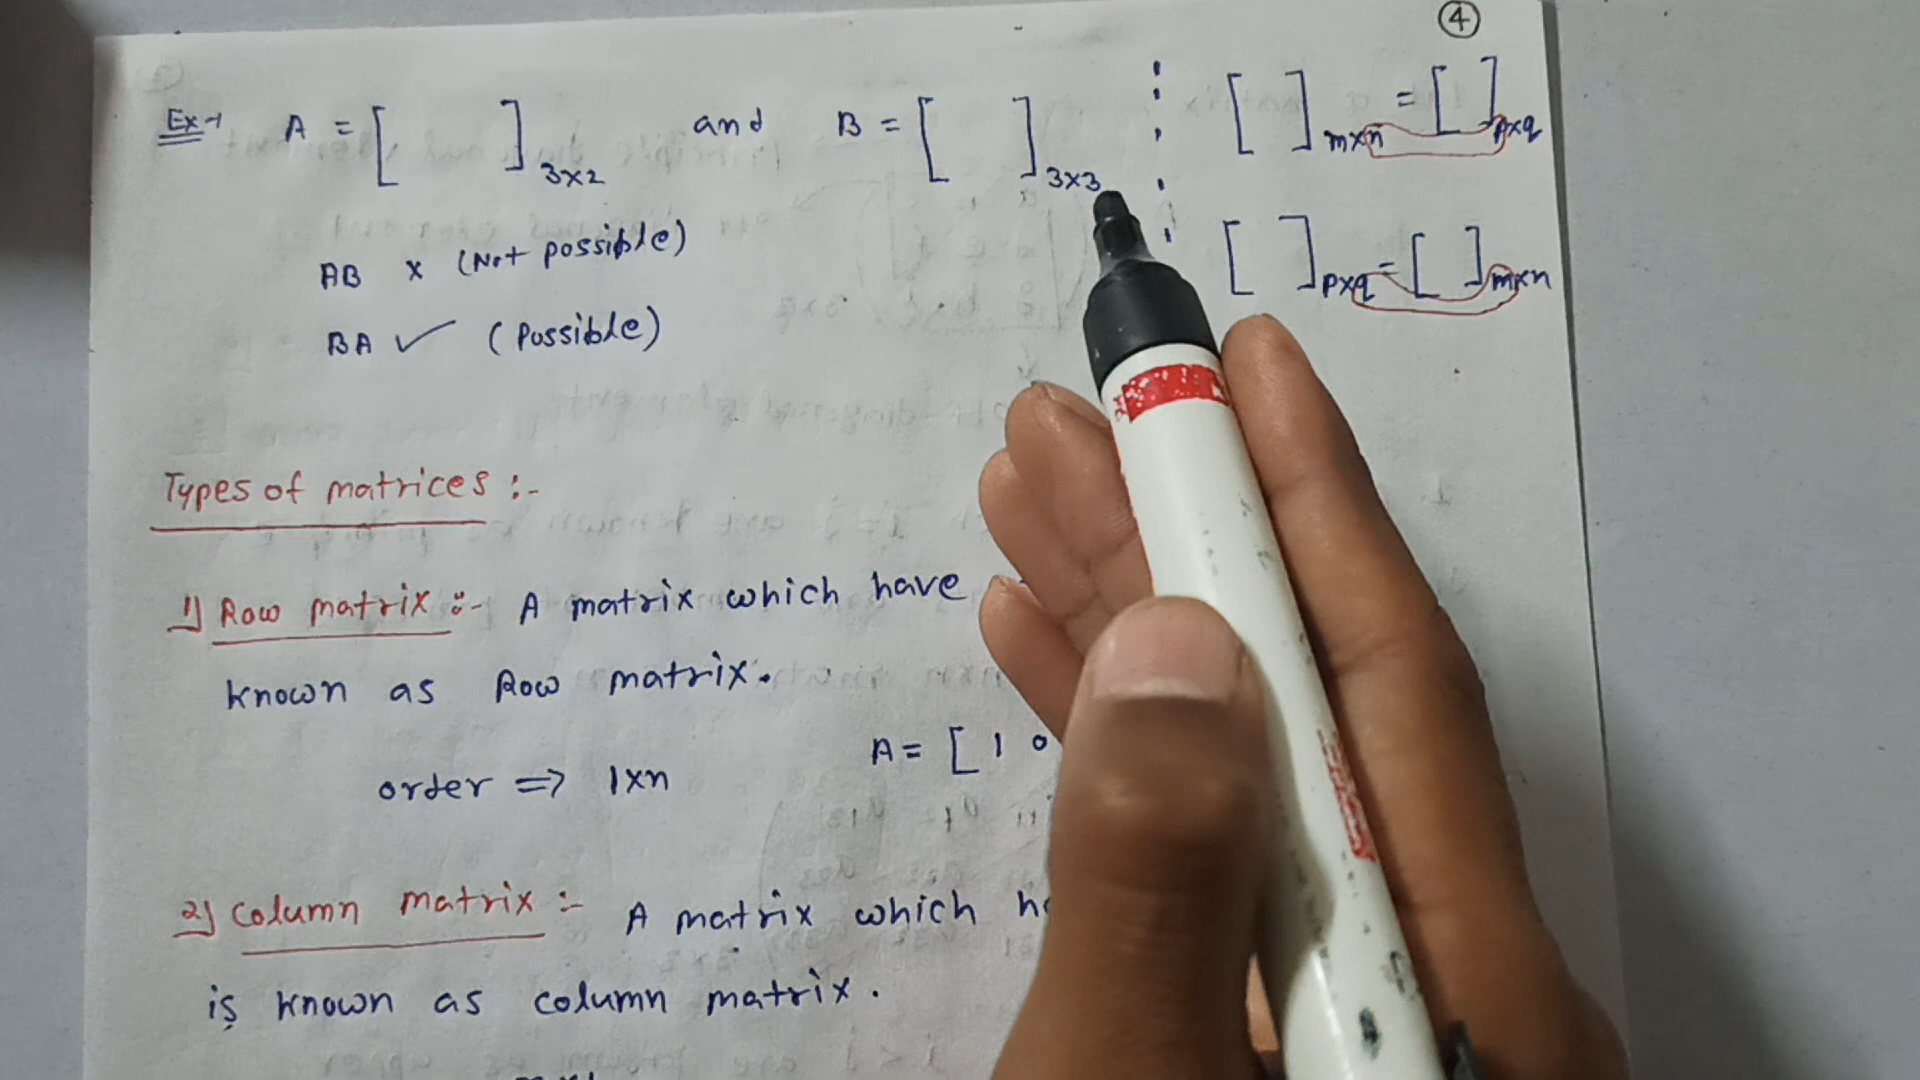 4
Ex-1 A = [ ]3x2 and B = [ ]3x3
[ ]mxn = [ ]pxq
AB x (Not possible)
[ ]pxq = [ ]mxn
BA ✓ (possible)
Types of matrices :-
1) Row matrix :- A matrix which have
known as Row matrix.
A = [ 1 0
order => 1xn
2) Column matrix :- A matrix which
is known as column matrix.